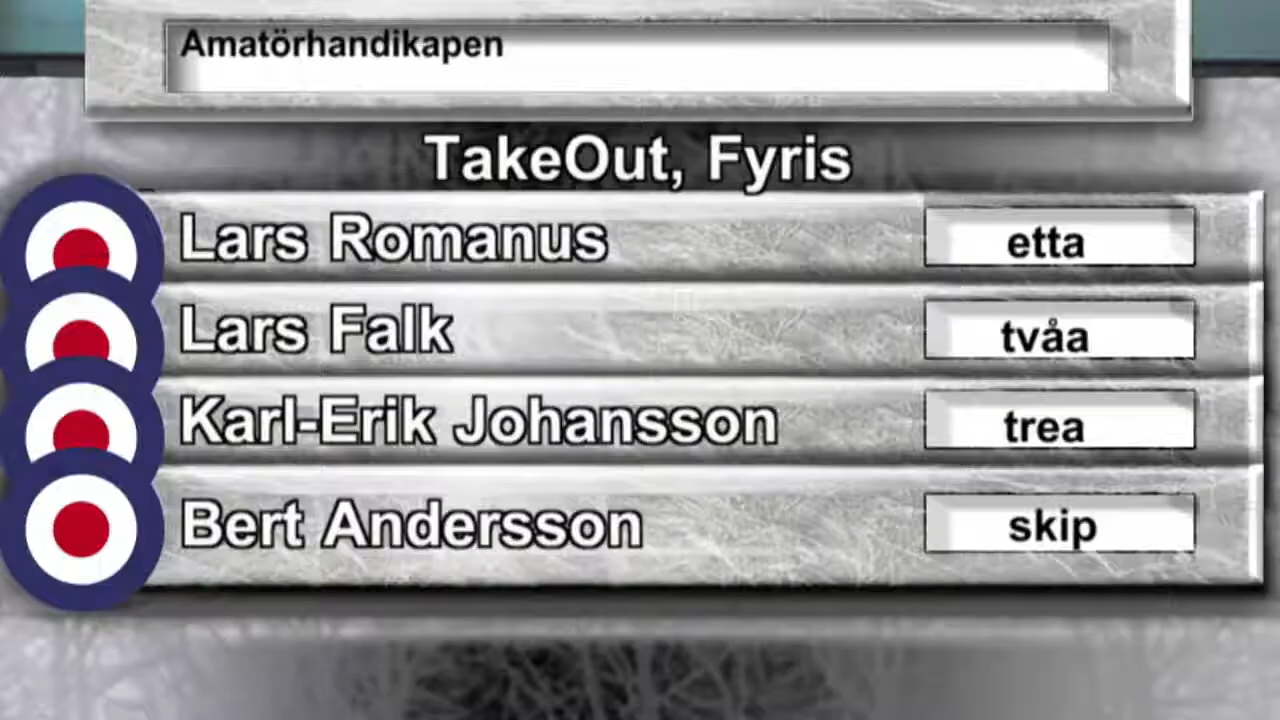 Amatörhandikapen
TakeOut, Fyris
Lars Romanus etta
Lars Falk tvåa
Karl-Erik Johansson trea
Bert Andersson skip